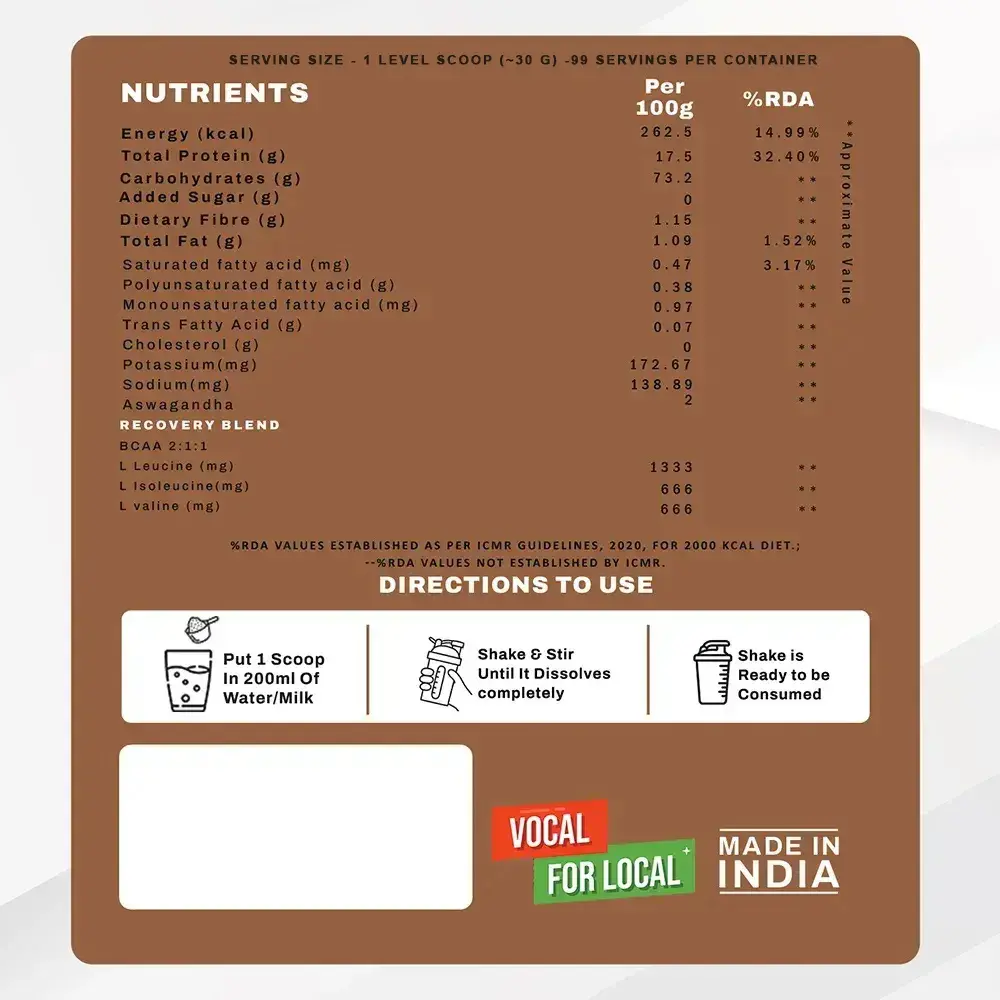 SERVING SIZE - 1 LEVEL SCOOP (~30 G) -99 SERVINGS PER CONTAINER
NUTRIENTS Per 100g %RDA
Energy (kcal) 262.5 14.99%
Total Protein (g) 17.5 32.40%
Carbohydrates (g) 73.2 **
Added Sugar (g) 0 **
Dietary Fibre (g) 1.15 **
Total Fat (g) 1.09 1.52%
Saturated fatty acid (mg) 0.47 3.17%
Polyunsaturated fatty acid (g) 0.38 **
Monounsaturated fatty acid (mg) 0.97 **
Trans Fatty Acid (g) 0.07 **
Cholesterol (g) 0 **
Potassium(mg) 172.67 **
Sodium(mg) 138.89 **
Aswagandha 2 **
RECOVERY BLEND
BCAA 2:1:1
L Leucine (mg) 1333 **
L Isoleucine(mg) 666 **
L valine (mg) 666 **
**Approximate Value
%RDA VALUES ESTABLISHED AS PER ICMR GUIDELINES, 2020, FOR 2000 KCAL DIET.;
--%RDA VALUES NOT ESTABLISHED BY ICMR.
DIRECTIONS TO USE
Put 1 Scoop
In 200ml Of
Water/Milk
Shake & Stir
Until It Dissolves
completely
Shake is
Ready to be
Consumed
VOCAL
FOR LOCAL
MADE IN
INDIA